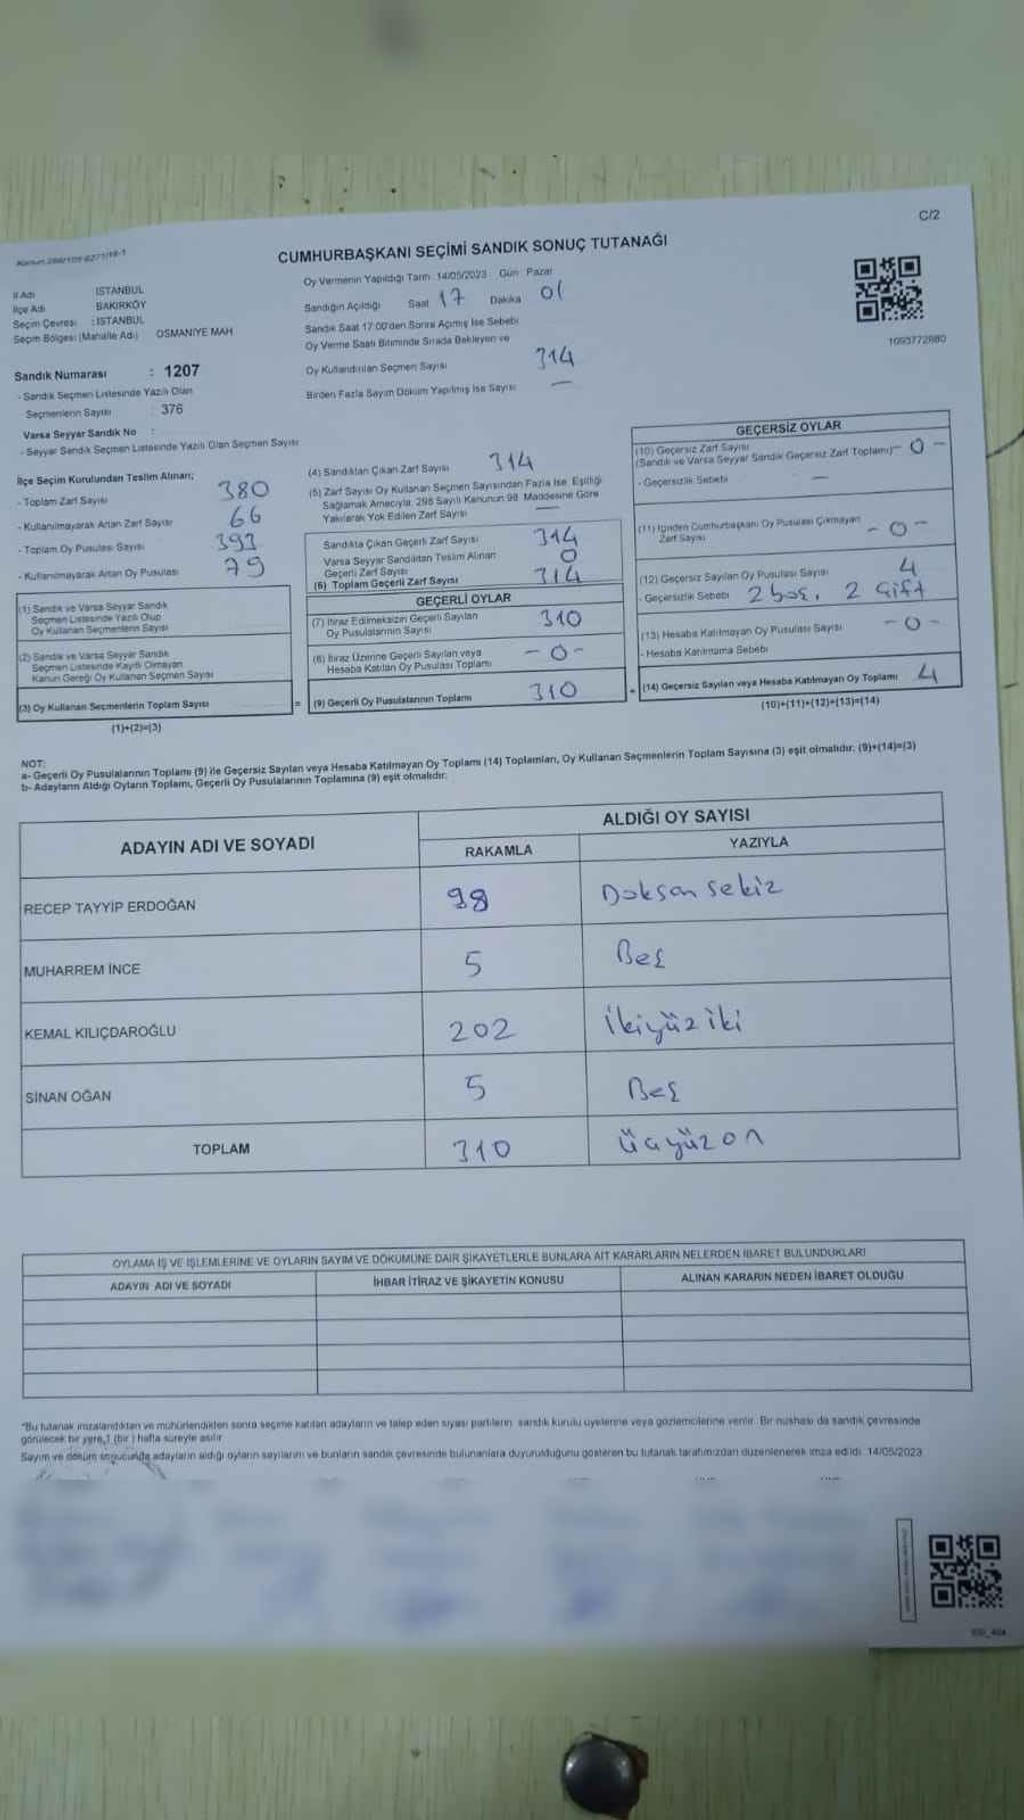 C/2
CUMHURBAŞKANI SEÇİMİ SANDIK SONUÇ TUTANAĞI
İl Adı İSTANBUL
İlçe Adı BAKIRKÖY
Seçim Çevresi : İSTANBUL
Seçim Bölgesi (Mahalle Adı) OSMANİYE MAH
Sandık Numarası : 1207
- Sandık Seçmen Listesinde Yazılı Olan
Seçmenlerin Sayısı 376
Varsa Seyyar Sandık No :
- Seyyar Sandık Seçmen Listesinde Yazılı Olan Seçmen Sayısı
Oy Vermenin Yapıldığı Tarih 14/05/2023 Gün Pazar
Sandığın Açıldığı Saat 17 Dakika 01
Sandık Saat 17:00'den Sonra Açmış İse Sebebi
Oy Verme Saati Bitiminde Sırada Bekleyen ve
Oy Kullandırılan Seçmen Sayısı 314
Birden Fazla Sayım Döküm Yapılmış İse Sayısı —
1093772880
İlçe Seçim Kurulundan Teslim Alınan;
- Toplam Zarf Sayısı 380
- Kullanılmayarak Artan Zarf Sayısı 66
- Toplam Oy Pusulası Sayısı 393
- Kullanılmayarak Artan Oy Pusulası 79
(1) Sandık ve Varsa Seyyar Sandık
Seçmen Listesinde Yazılı Olup
Oy Kullanan Seçmenlerin Sayısı
(2) Sandık ve Varsa Seyyar Sandık
Seçmen Listesinde Kayıtlı Olmayan
Kanun Gereği Oy Kullanan Seçmen Sayısı
(3) Oy Kullanan Seçmenlerin Toplam Sayısı
(1)+(2)=(3)
(4) Sandıktan Çıkan Zarf Sayısı 314
(5) Zarf Sayısı Oy Kullanan Seçmen Sayısından Fazla İse, Eşitliği
Sağlamak Amacıyla, 298 Sayılı Kanunun 98. Maddesine Göre
Yakılarak Yok Edilen Zarf Sayısı —
Sandıkta Çıkan Geçerli Zarf Sayısı 314
Varsa Seyyar Sandıktan Teslim Alınan
Geçerli Zarf Sayısı 0
(6) Toplam Geçerli Zarf Sayısı 314
GEÇERLİ OYLAR
(7) İtiraz Edilmeksizin Geçerli Sayılan
Oy Pusulalarının Sayısı 310
(8) İtiraz Üzerine Geçerli Sayılan veya
Hesaba Katılan Oy Pusulası Toplamı - 0 -
= (9) Geçerli Oy Pusulalarının Toplamı 310
GEÇERSİZ OYLAR
(10) Geçersiz Zarf Sayısı
(Sandık ve Varsa Seyyar Sandık Geçersiz Zarf Toplamı) - 0 -
- Geçersizlik Sebebi —
(11) İçinden Cumhurbaşkanı Oy Pusulası Çıkmayan
Zarf Sayısı - 0 -
(12) Geçersiz Sayılan Oy Pusulası Sayısı 4
- Geçersizlik Sebebi 2 boş, 2 çift
(13) Hesaba Katılmayan Oy Pusulası Sayısı - 0 -
- Hesaba Katılmama Sebebi
+ (14) Geçersiz Sayılan veya Hesaba Katılmayan Oy Toplamı 4
(10)+(11)+(12)+(13)=(14)
NOT:
a- Geçerli Oy Pusulalarının Toplamı (9) ile Geçersiz Sayılan veya Hesaba Katılmayan Oy Toplamı (14) Toplamları, Oy Kullanan Seçmenlerin Toplam Sayısına (3) eşit olmalıdır. (9)+(14)=(3)
b- Adayların Aldığı Oyların Toplamı, Geçerli Oy Pusulalarının Toplamına (9) eşit olmalıdır.
ADAYIN ADI VE SOYADI
ALDIĞI OY SAYISI
RAKAMLA YAZIYLA
RECEP TAYYİP ERDOĞAN 98 Doksan sekiz
MUHARREM İNCE 5 Beş
KEMAL KILIÇDAROĞLU 202 İkiyüz iki
SİNAN OĞAN 5 Beş
TOPLAM 310 Üçyüz on
OYLAMA İŞ VE İŞLEMLERİNE VE OYLARIN SAYIM VE DÖKÜMÜNE DAİR ŞİKAYETLERLE BUNLARA AİT KARARLARIN NELERDEN İBARET BULUNDUKLARI
ADAYIN ADI VE SOYADI İHBAR İTİRAZ VE ŞİKAYETİN KONUSU ALINAN KARARIN NEDEN İBARET OLDUĞU
*Bu tutanak imzalandıktan ve mühürlendikten sonra seçime katılan adayların ve talep eden siyasi partilerin sandık kurulu üyelerine veya gözlemcilerine verilir. Bir nüshası da sandık çevresinde
görülecek bir yere 1 (bir) hafta süreyle asılır.
Sayım ve döküm sonucunda adayların aldığı oyların sayılarını ve bunların sandık çevresinde bulunanlara duyurulduğunu gösteren bu tutanak tarafımızdan düzenlenerek imza edildi. 14/05/2023